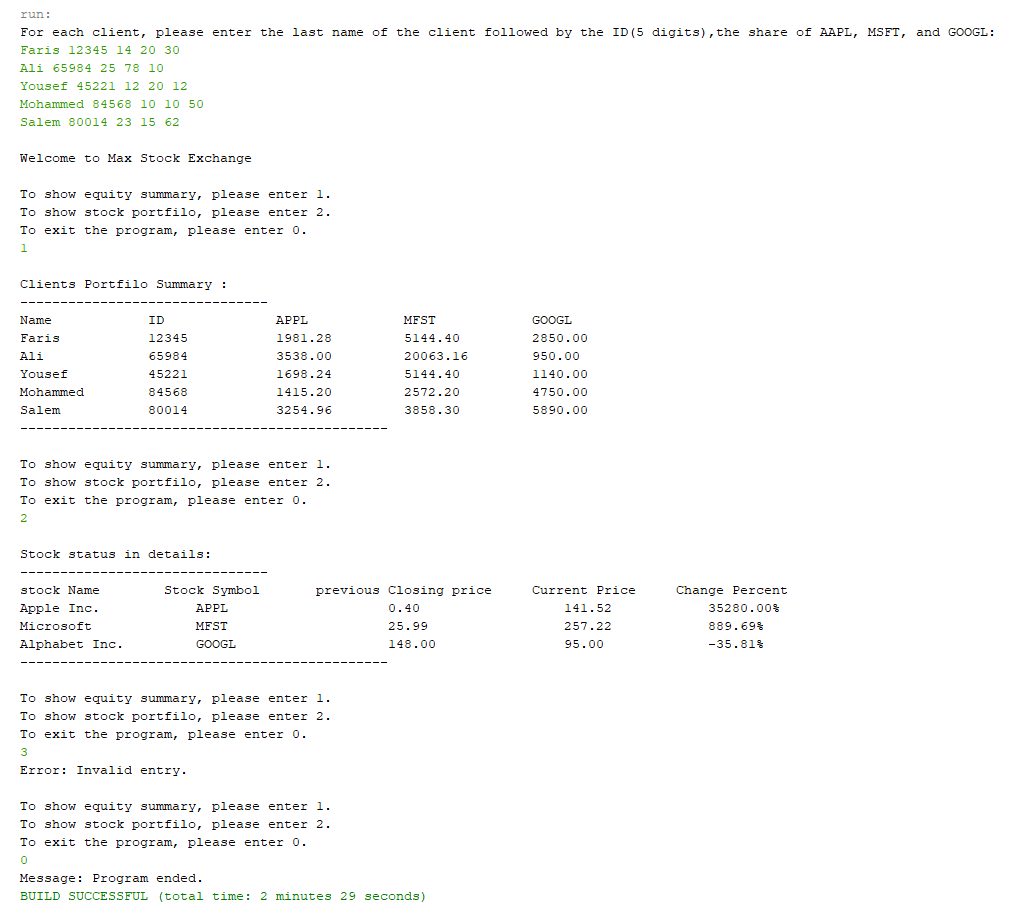 run:
For each client, please enter the last name of the client followed by the ID(5 digits),the share of AAPL, MSFT, and GOOGL:
Faris 12345 14 20 30
Ali 65984 25 78 10
Yousef 45221 12 20 12
Mohammed 84568 10 10 50
Salem 80014 23 15 62
Welcome to Max Stock Exchange
To show equity summary, please enter 1.
To show stock portfilo, please enter 2.
To exit the program, please enter 0.
1
Clients Portfilo Summary :
-------------------------------
Name ID APPL MFST GOOGL
Faris 12345 1981.28 5144.40 2850.00
Ali 65984 3538.00 20063.16 950.00
Yousef 45221 1698.24 5144.40 1140.00
Mohammed 84568 1415.20 2572.20 4750.00
Salem 80014 3254.96 3858.30 5890.00
----------------------------------------------
To show equity summary, please enter 1.
To show stock portfilo, please enter 2.
To exit the program, please enter 0.
2
Stock status in details:
-------------------------------
stock Name Stock Symbol previous Closing price Current Price Change Percent
Apple Inc. APPL 0.40 141.52 35280.00%
Microsoft MFST 25.99 257.22 889.69%
Alphabet Inc. GOOGL 148.00 95.00 -35.81%
----------------------------------------------
To show equity summary, please enter 1.
To show stock portfilo, please enter 2.
To exit the program, please enter 0.
3
Error: Invalid entry.
To show equity summary, please enter 1.
To show stock portfilo, please enter 2.
To exit the program, please enter 0.
0
Message: Program ended.
BUILD SUCCESSFUL (total time: 2 minutes 29 seconds)